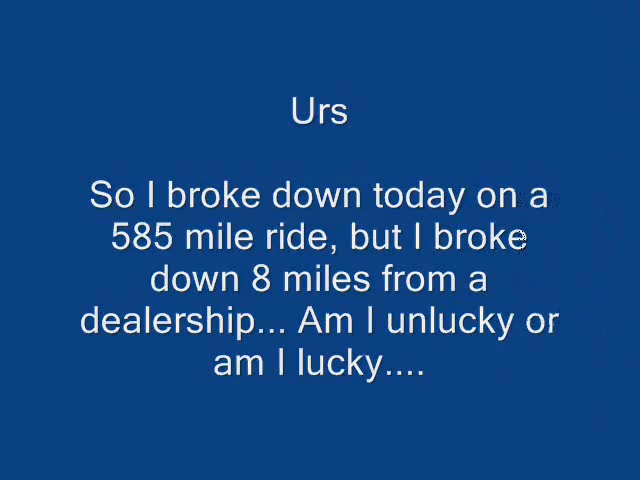 Urs
So I broke down today on a
585 mile ride, but I broke
down 8 miles from a
dealership... Am I unlucky or
am I lucky....